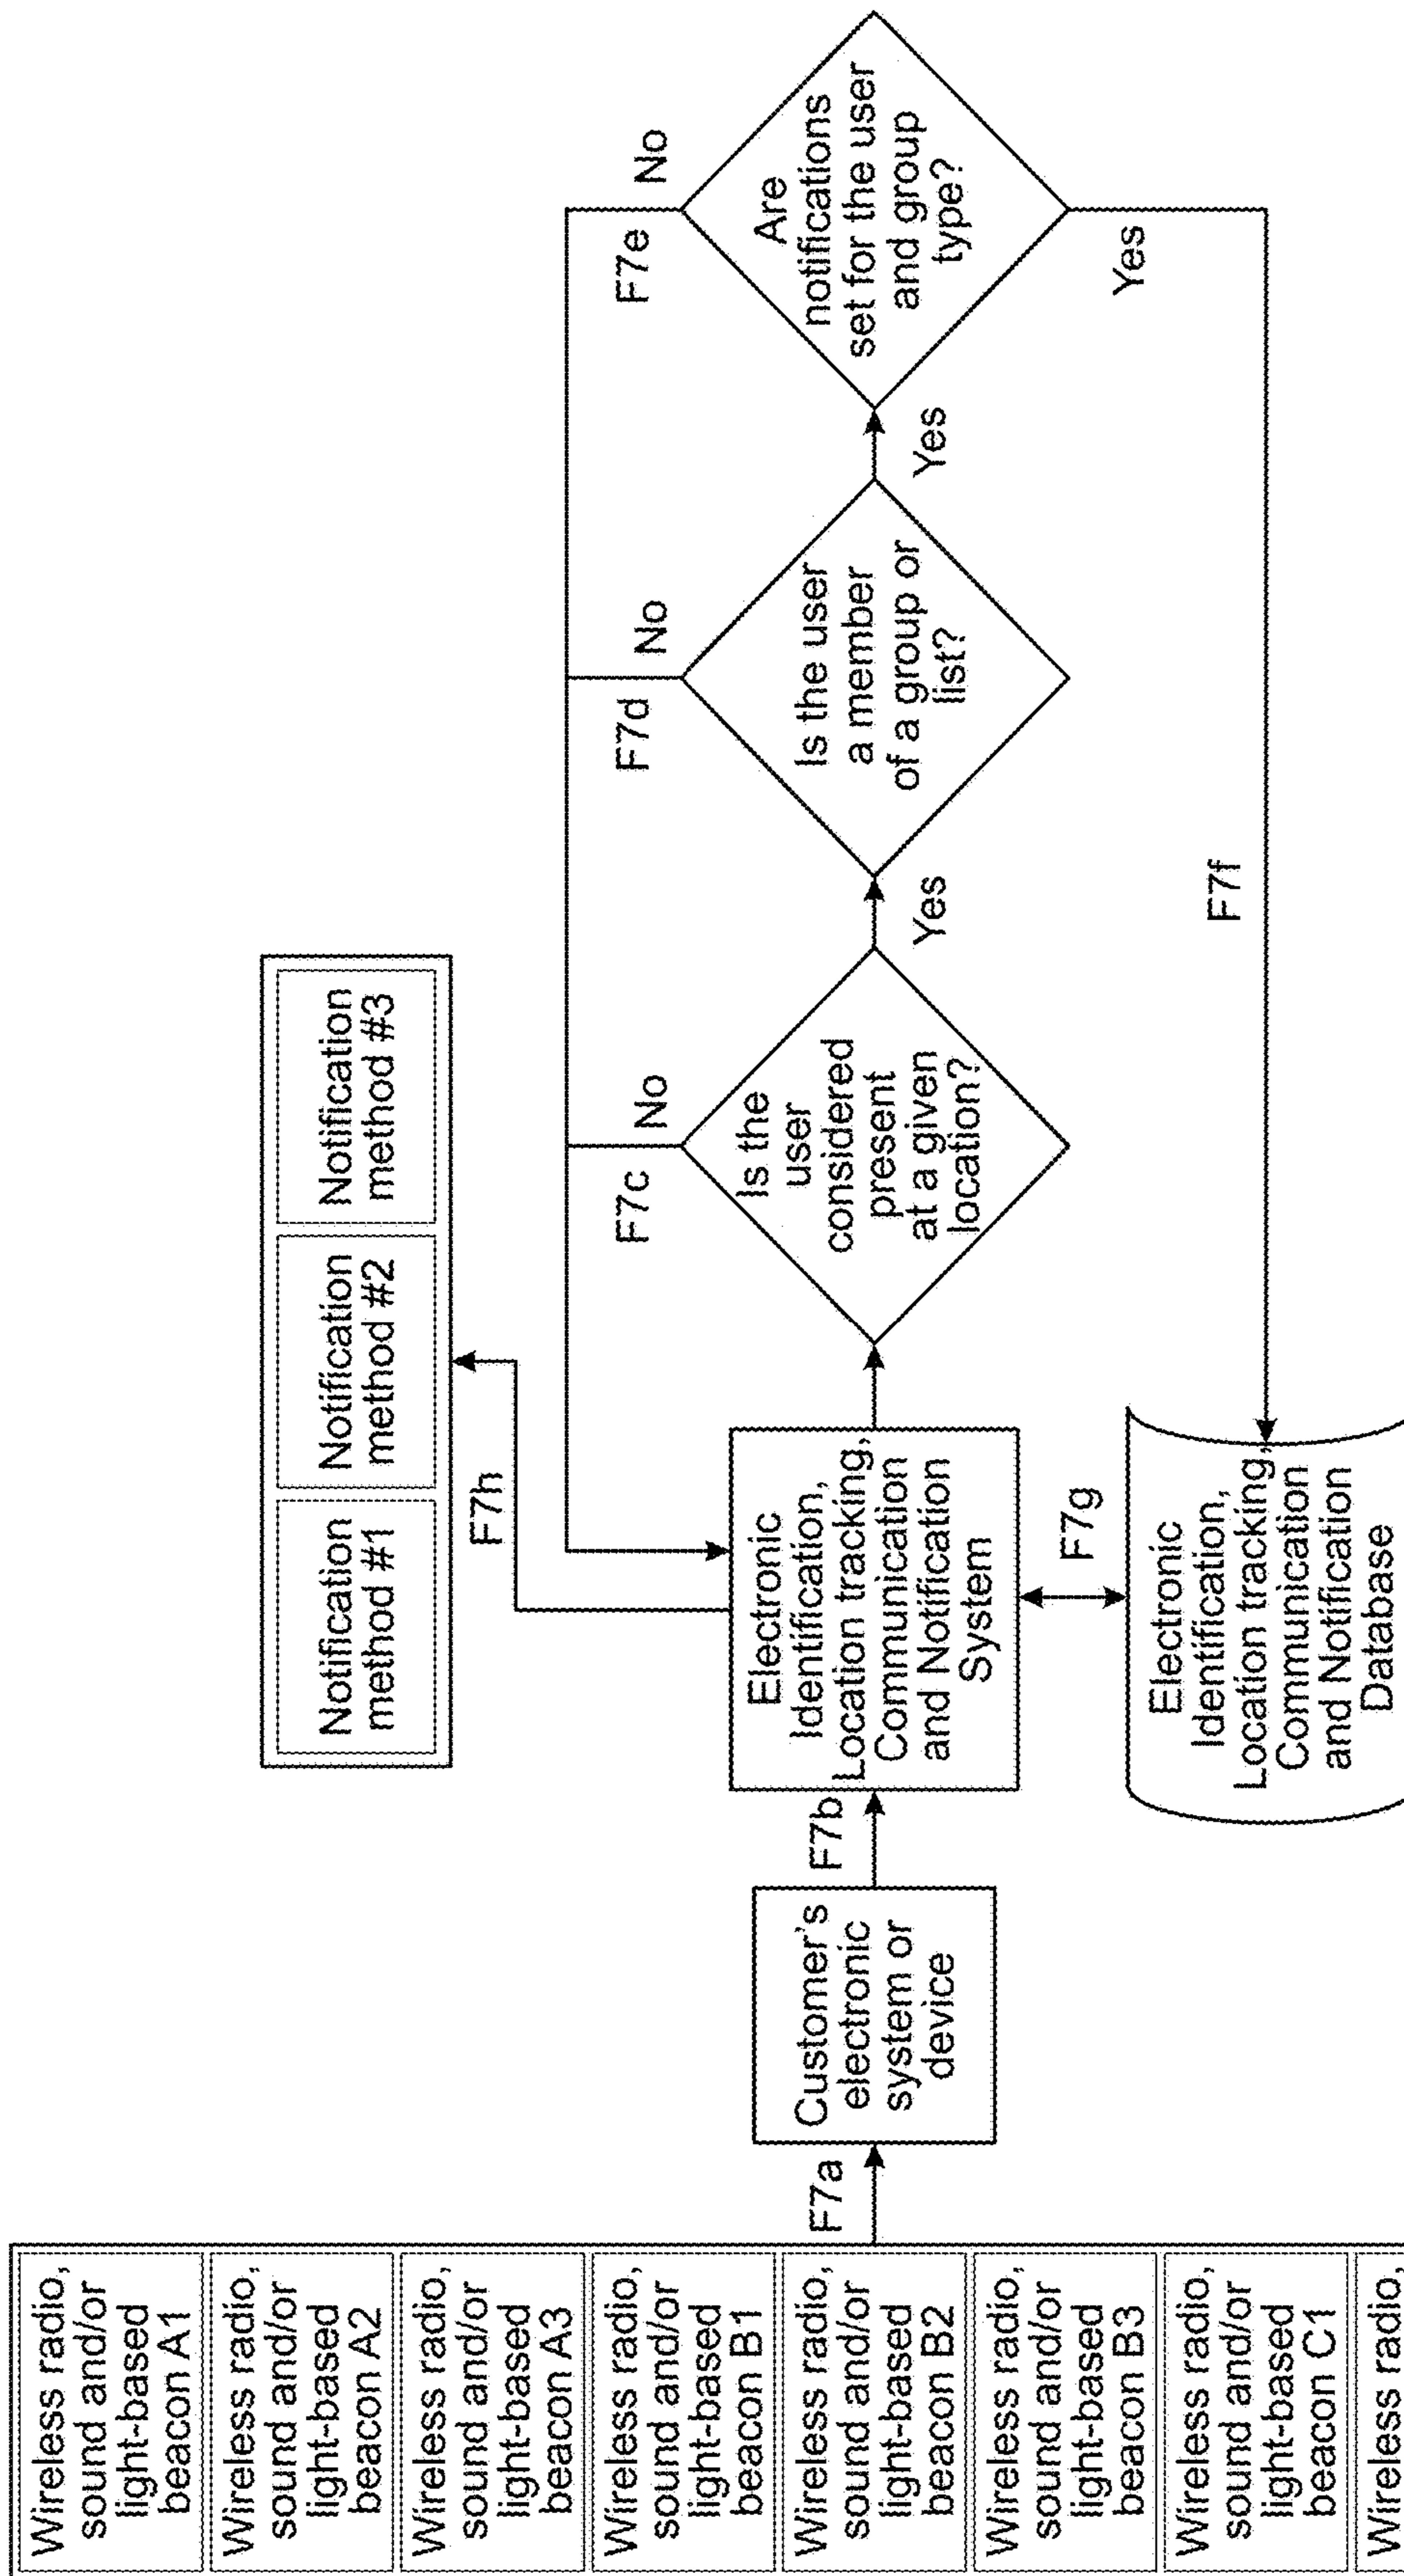 Wireless radio,
sound and/or
light-based
beacon A1
Wireless radio,
sound and/or
light-based
beacon A2
Wireless radio,
sound and/or
light-based
beacon A3
Wireless radio,
sound and/or
light-based
beacon B1
Wireless radio,
sound and/or
light-based
beacon B2
Wireless radio,
sound and/or
light-based
beacon B3
Wireless radio,
sound and/or
light-based
beacon C1
Wireless radio,
F7a
Customer's
electronic
system or
device
F7b
Electronic
Identification,
Location tracking,
Communication
and Notification
System
F7h
Notification
method #1
Notification
method #2
Notification
method #3
F7g
Electronic
Identification,
Location tracking,
Communication
and Notification
Database
F7c
No
Is the
user
considered
present
at a given
location?
Yes
F7d
No
Is the user
a member
of a group or
list?
Yes
F7e
No
Are
notifications
set for the user
and group
type?
Yes
F7f